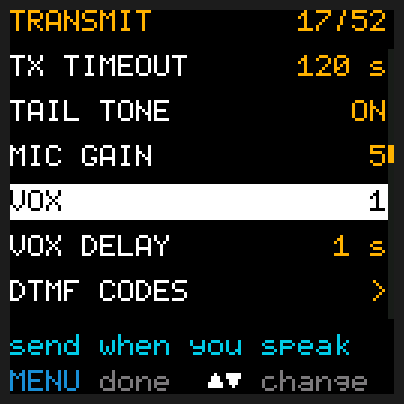 TRANSMIT 17/52
TX TIMEOUT 120 s
TAIL TONE ON
MIC GAIN 5
VOX 1
VOX DELAY 1 s
DTMF CODES >
send when you speak
MENU done ▲▼ change